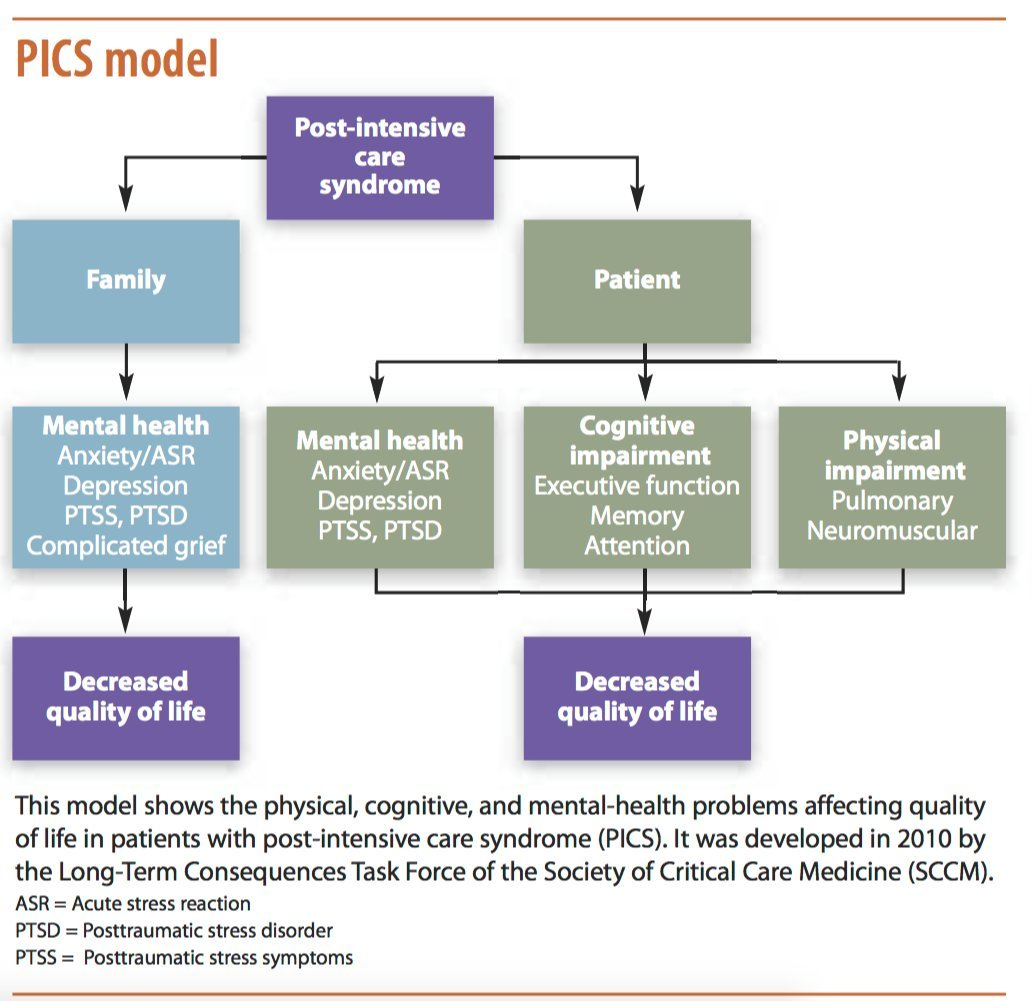 PICS model
Post-intensive
care
syndrome
Family
Patient
Mental health
Anxiety/ASR
Depression
PTSS, PTSD
Complicated grief
Mental health
Anxiety/ASR
Depression
PTSS, PTSD
Cognitive
impairment
Executive function
Memory
Attention
Physical
impairment
Pulmonary
Neuromuscular
Decreased
quality of life
Decreased
quality of life
This model shows the physical, cognitive, and mental-health problems affecting quality
of life in patients with post-intensive care syndrome (PICS). It was developed in 2010 by
the Long-Term Consequences Task Force of the Society of Critical Care Medicine (SCCM).
ASR = Acute stress reaction
PTSD = Posttraumatic stress disorder
PTSS = Posttraumatic stress symptoms